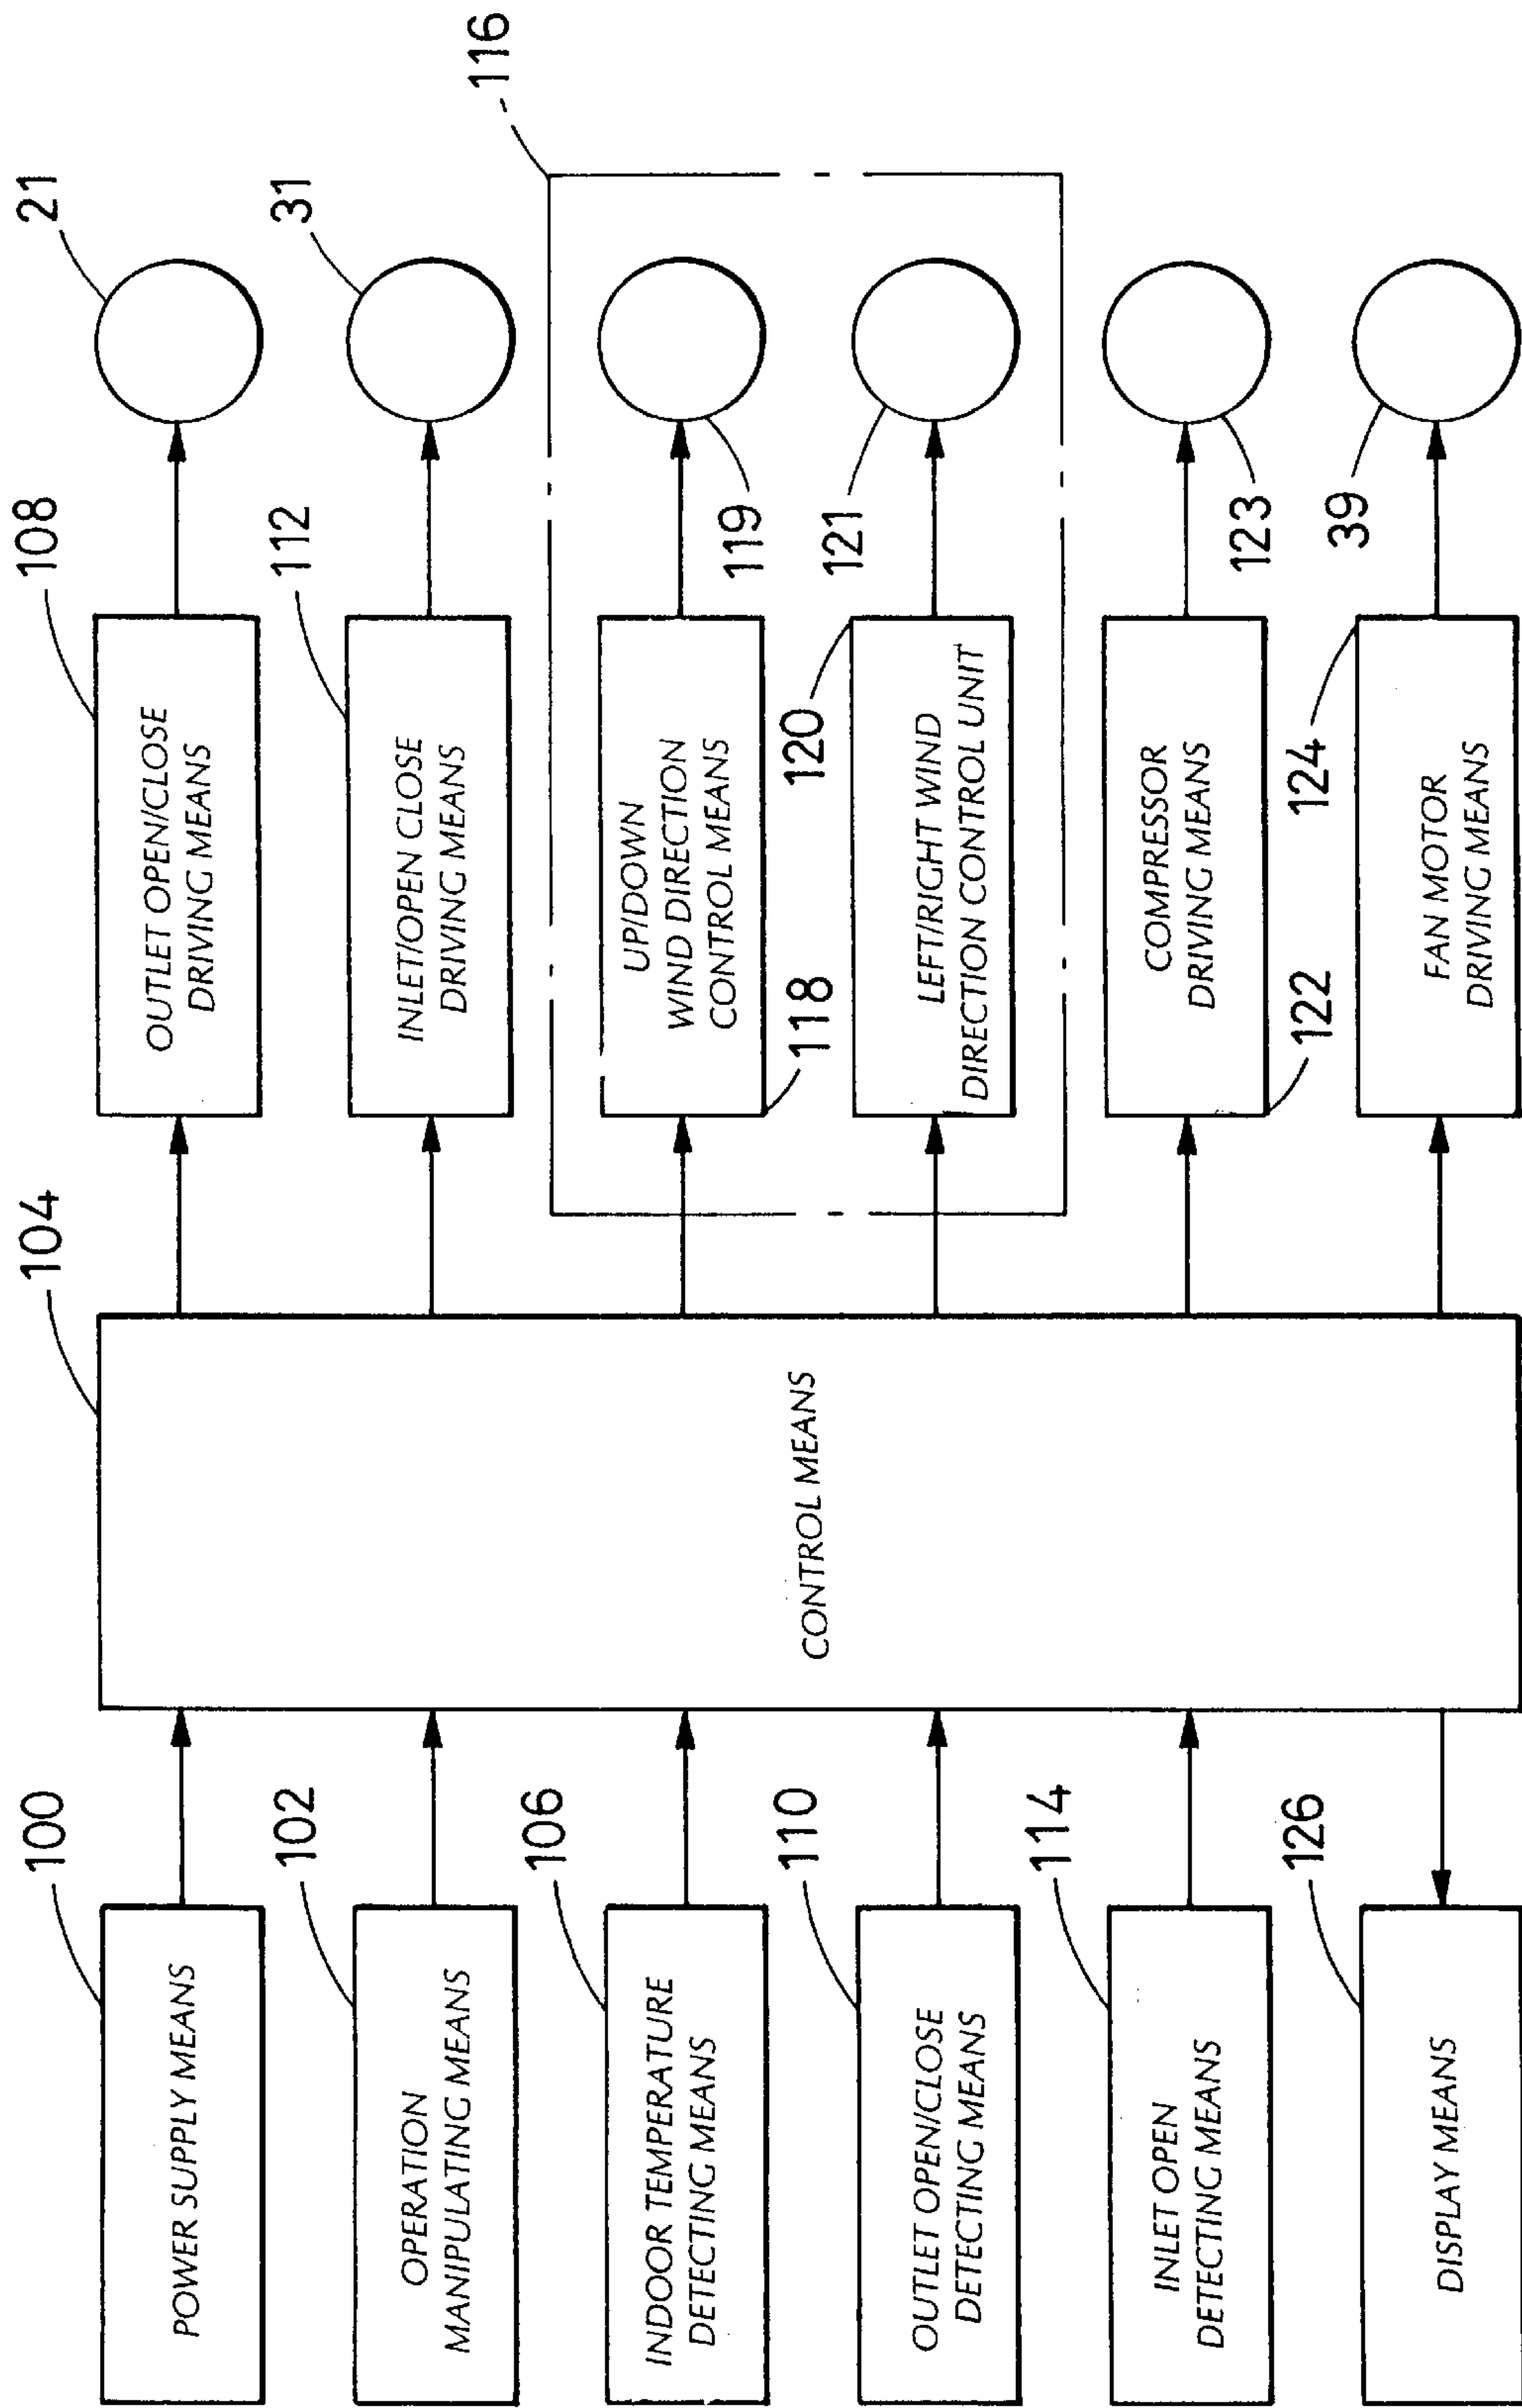 100
POWER SUPPLY MEANS
102
OPERATION
MANIPULATING MEANS
106
INDOOR TEMPERATURE
DETECTING MEANS
110
OUTLET OPEN/CLOSE
DETECTING MEANS
114
INLET OPEN
DETECTING MEANS
126
DISPLAY MEANS
104
CONTROL MEANS
108
OUTLET OPEN/CLOSE
DRIVING MEANS
21
112
INLET/OPEN CLOSE
DRIVING MEANS
31
116
UP/DOWN
WIND DIRECTION
CONTROL MEANS
118
119
120
LEFT/RIGHT WIND
DIRECTION CONTROL UNIT
121
COMPRESSOR
DRIVING MEANS
122
123
124
FAN MOTOR
DRIVING MEANS
39